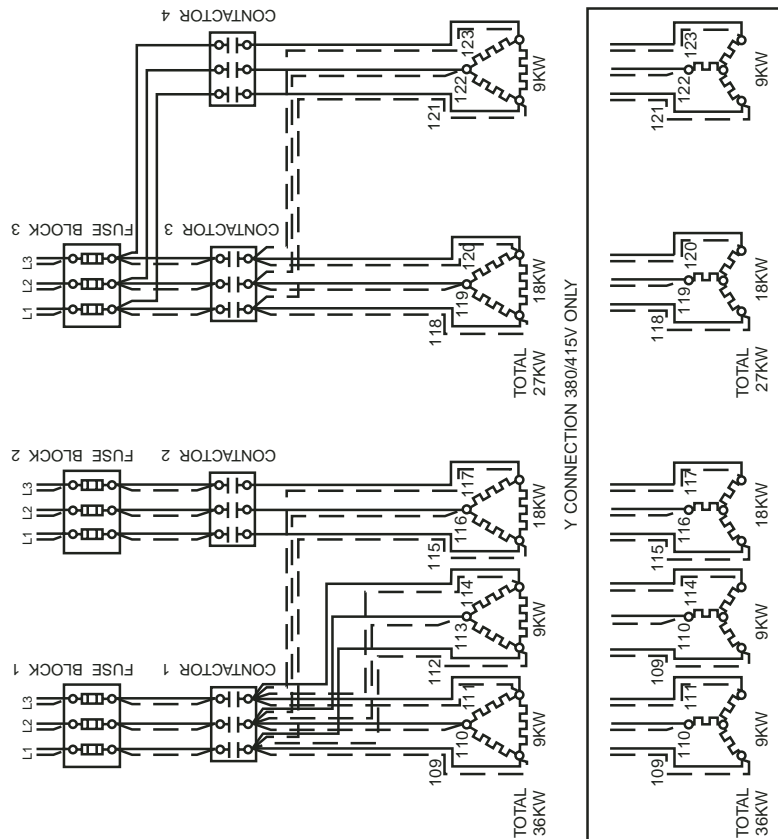 CONTACTOR 4
123
122
121
9KW
FUSE BLOCK 3
L3
L2
L1
CONTACTOR 3
120
119
118
18KW
TOTAL
27KW
FUSE BLOCK 2
L3
L2
L1
CONTACTOR 2
117
116
115
18KW
114
113
112
9KW
FUSE BLOCK 1
L3
L2
L1
CONTACTOR 1
111
110
109
9KW
TOTAL
36KW
Y CONNECTION 380/415V ONLY
123
122
121
9KW
120
119
118
18KW
TOTAL
27KW
117
116
115
18KW
114
110
109
9KW
111
110
109
9KW
TOTAL
36KW